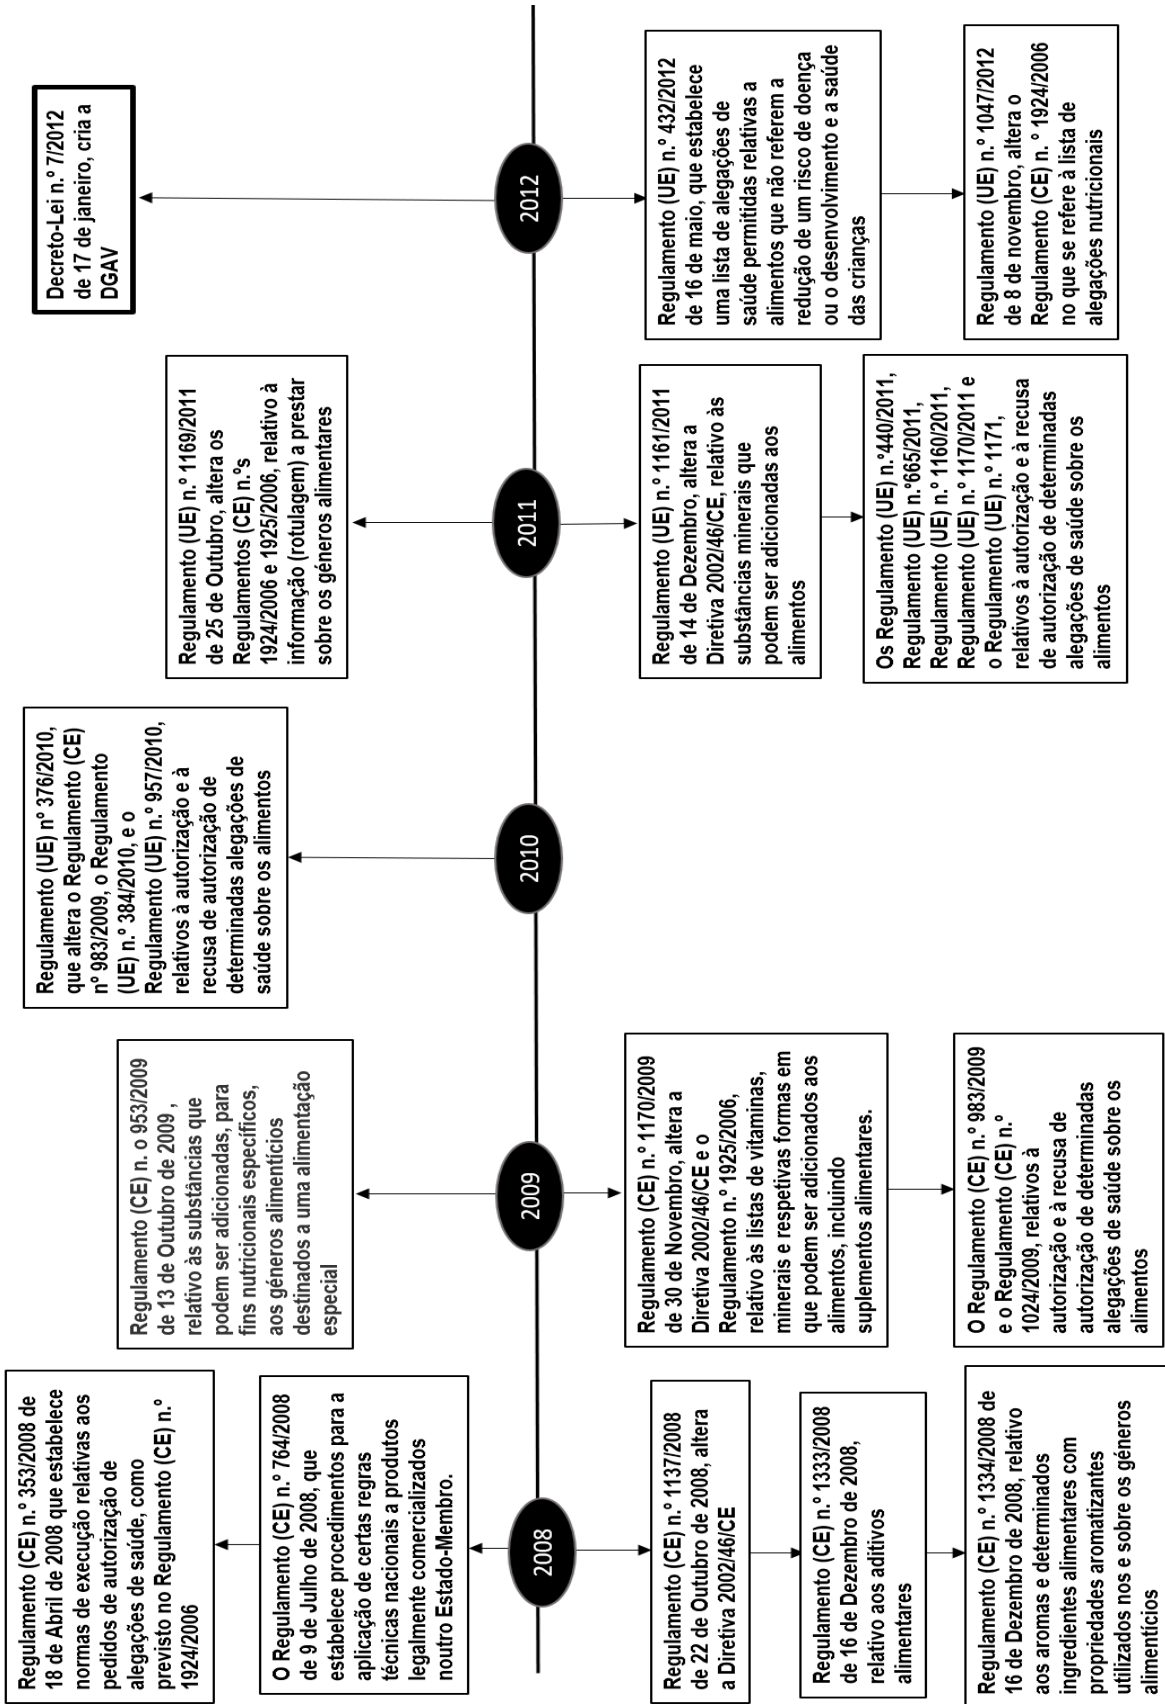 Regulamento (CE) n.º 353/2008 de
18 de Abril de 2008 que estabelece
normas de execução relativas aos
pedidos de autorização de
alegações de saúde, como
previsto no Regulamento (CE) n.º
1924/2006
O Regulamento (CE) n.º 764/2008
de 9 de Julho de 2008, que
estabelece procedimentos para a
aplicação de certas regras
técnicas nacionais a produtos
legalmente comercializados
noutro Estado-Membro.
2008
Regulamento (CE) n.º 1137/2008
de 22 de Outubro de 2008, altera
a Diretiva 2002/46/CE
Regulamento (CE) n.º 1333/2008
de 16 de Dezembro de 2008,
relativo aos aditivos
alimentares
Regulamento (CE) n.º 1334/2008 de
16 de Dezembro de 2008, relativo
aos aromas e determinados
ingredientes alimentares com
propriedades aromatizantes
utilizados nos e sobre os géneros
alimentícios
Regulamento (CE) n. o 953/2009
de 13 de Outubro de 2009 ,
relativo às substâncias que
podem ser adicionadas, para
fins nutricionais específicos,
aos géneros alimentícios
destinados a uma alimentação
especial
2009
Regulamento (CE) n.º 1170/2009
de 30 de Novembro, altera a
Diretiva 2002/46/CE e o
Regulamento n.º 1925/2006,
relativo às listas de vitaminas,
minerais e respetivas formas em
que podem ser adicionados aos
alimentos, incluindo
suplementos alimentares.
O Regulamento (CE) n.º 983/2009
e o Regulamento (CE) n.º
1024/2009, relativos à
autorização e à recusa de
autorização de determinadas
alegações de saúde sobre os
alimentos
Regulamento (UE) nº 376/2010,
que altera o Regulamento (CE)
nº 983/2009, o Regulamento
(UE) n.º 384/2010, e o
Regulamento (UE) n.º 957/2010,
relativos à autorização e à
recusa de autorização de
determinadas alegações de
saúde sobre os alimentos
2010
Regulamento (UE) n.º 1169/2011
de 25 de Outubro, altera os
Regulamentos (CE) n.ºs
1924/2006 e 1925/2006, relativo à
informação (rotulagem) a prestar
sobre os géneros alimentares
2011
Regulamento (UE) n.º 1161/2011
de 14 de Dezembro, altera a
Diretiva 2002/46/CE, relativo às
substâncias minerais que
podem ser adicionadas aos
alimentos
Os Regulamento (UE) n.º440/2011,
Regulamento (UE) n.º665/2011,
Regulamento (UE) n.º 1160/2011,
Regulamento (UE) n.º 1170/2011 e
o Regulamento (UE) n.º 1171,
relativos à autorização e à recusa
de autorização de determinadas
alegações de saúde sobre os
alimentos
Decreto-Lei n.º 7/2012
de 17 de janeiro, cria a
DGAV
2012
Regulamento (UE) n.º 432/2012
de 16 de maio, que estabelece
uma lista de alegações de
saúde permitidas relativas a
alimentos que não referem a
redução de um risco de doença
ou o desenvolvimento e a saúde
das crianças
Regulamento (UE) n.º 1047/2012
de 8 de novembro, altera o
Regulamento (CE) n.º 1924/2006
no que se refere à lista de
alegações nutricionais